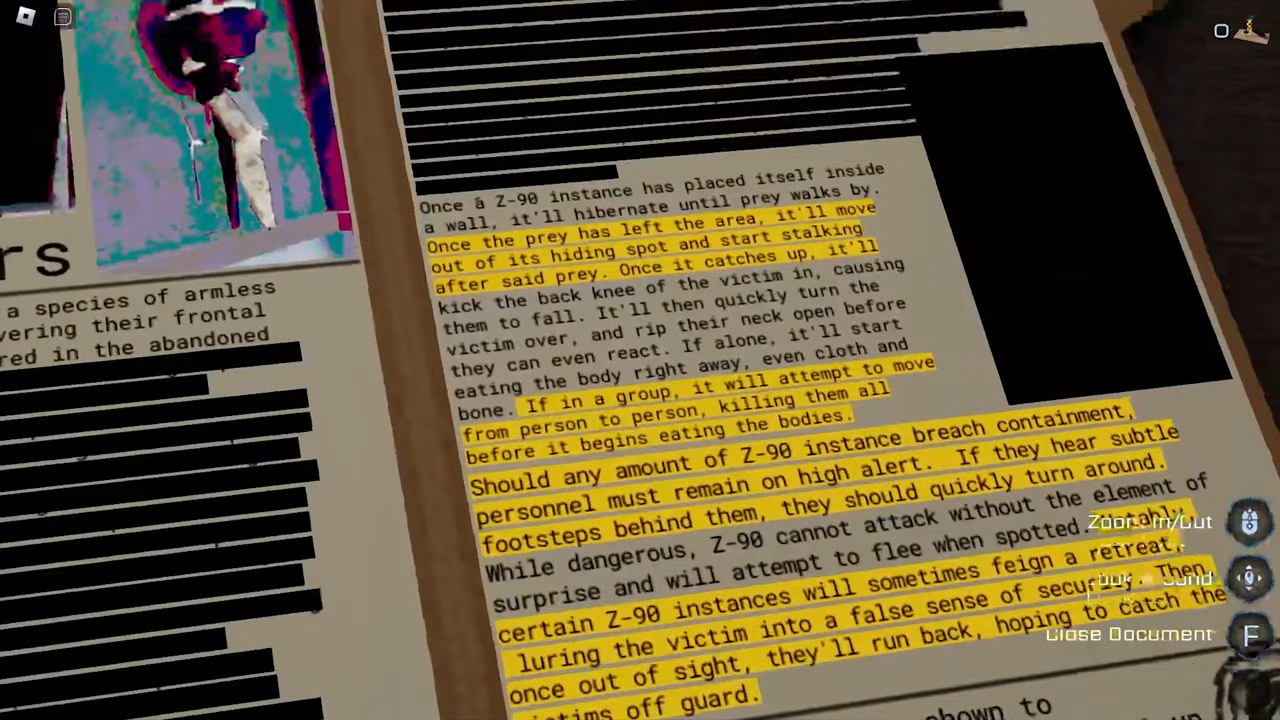 rs
a species of armless
vering their frontal
red in the abandoned
Once a Z-90 instance has placed itself inside
a wall, it'll hibernate until prey walks by.
Once the prey has left the area, it'll move
out of its hiding spot and start stalking
after said prey. Once it catches up, it'll
kick the back knee of the victim in, causing
them to fall. It'll then quickly turn the
victim over, and rip their neck open before
they can even react. If alone, it'll start
eating the body right away, even cloth and
bone. If in a group, it will attempt to move
from person to person, killing them all
before it begins eating the bodies.
Should any amount of Z-90 instance breach containment,
personnel must remain on high alert. If they hear subtle
footsteps behind them, they should quickly turn around.
While dangerous, Z-90 cannot attack without the element of
surprise and will attempt to flee when spotted. Notably,
certain Z-90 instances will sometimes feign a retreat,
luring the victim into a false sense of security. Then,
once out of sight, they'll run back, hoping to catch the
victims off guard.
shown to
Zoom In/Out
Close Document
F